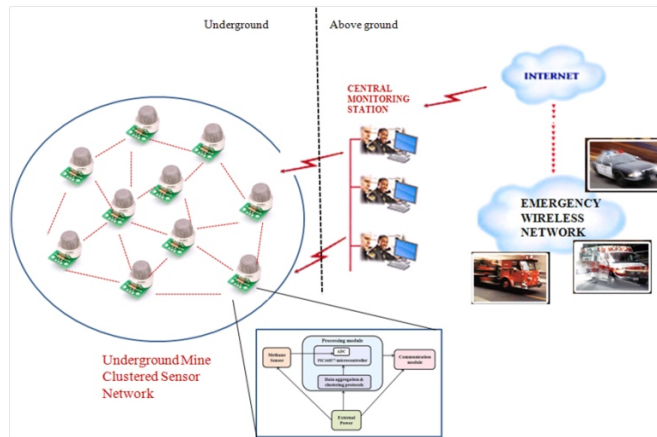 Underground
Above ground
CENTRAL
MONITORING
STATION
INTERNET
EMERGENCY
WIRELESS
NETWORK
Underground Mine
Clustered Sensor
Network
Processing module
ADC
Methane
Sensor
microcontroller
Communication
module
Data aggregation &
clustering protocols
External
Power